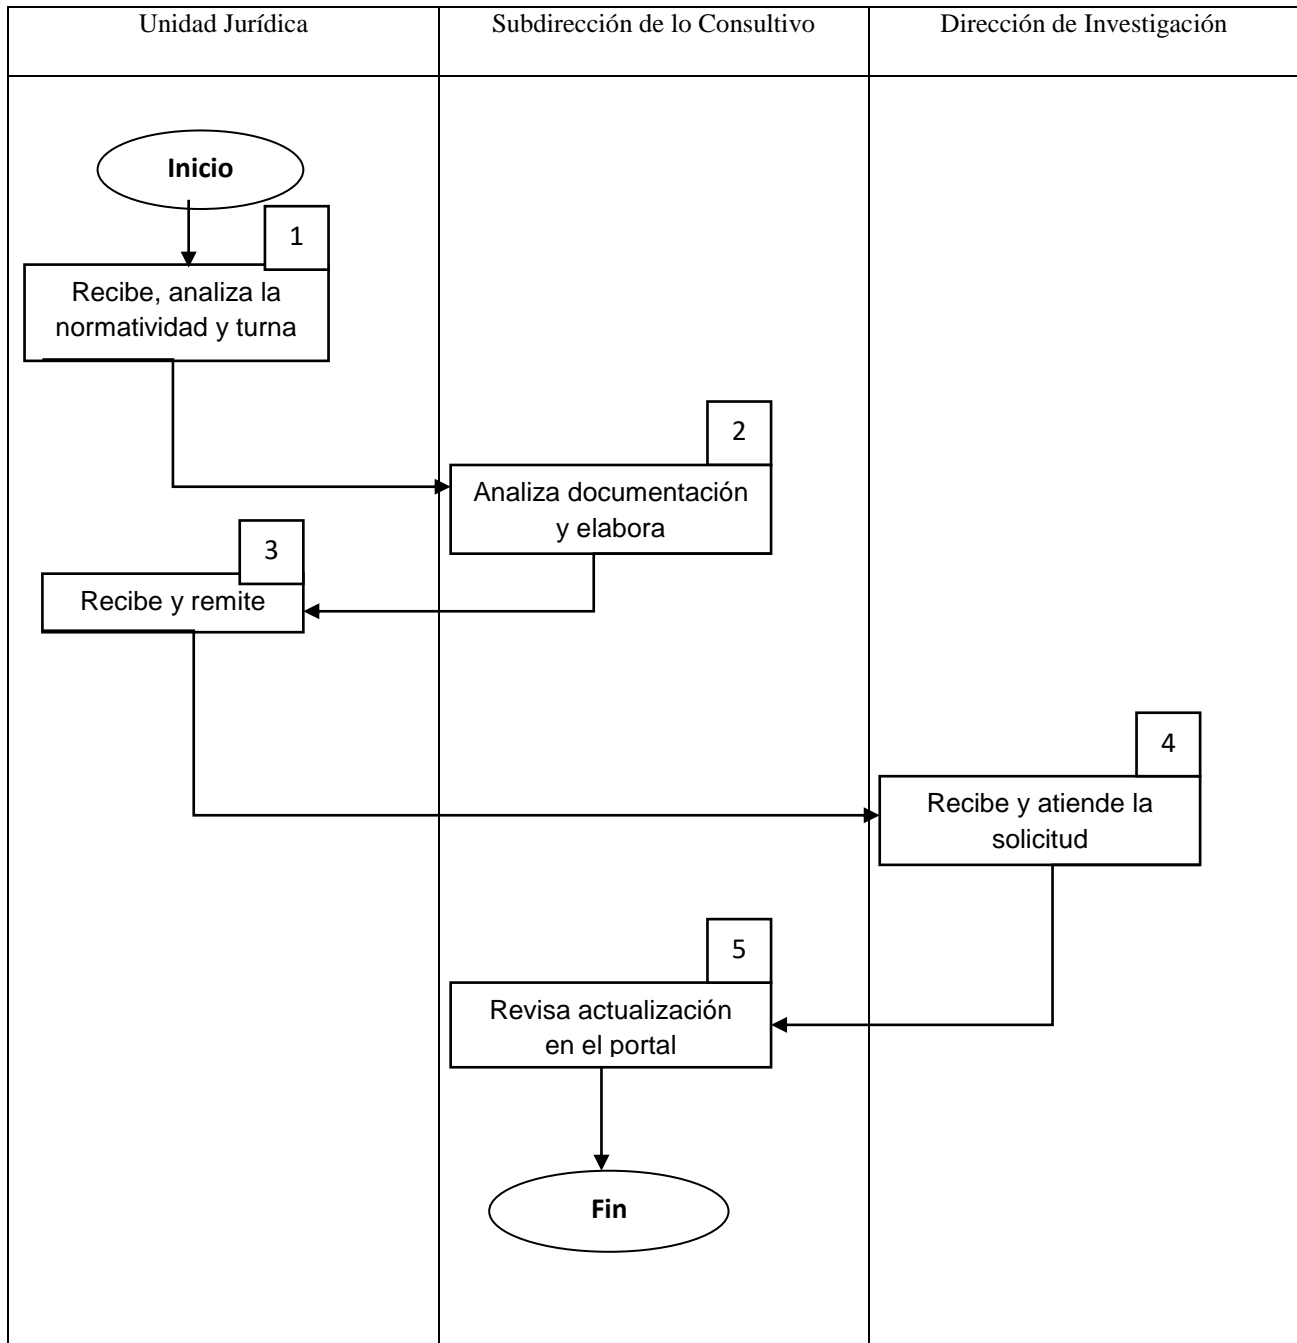 Unidad Jurídica
Subdirección de lo Consultivo
Dirección de Investigación
Inicio
1
Recibe, analiza la
normatividad y turna
2
Analiza documentación
y elabora
3
Recibe y remite
4
Recibe y atiende la
solicitud
5
Revisa actualización
en el portal
Fin